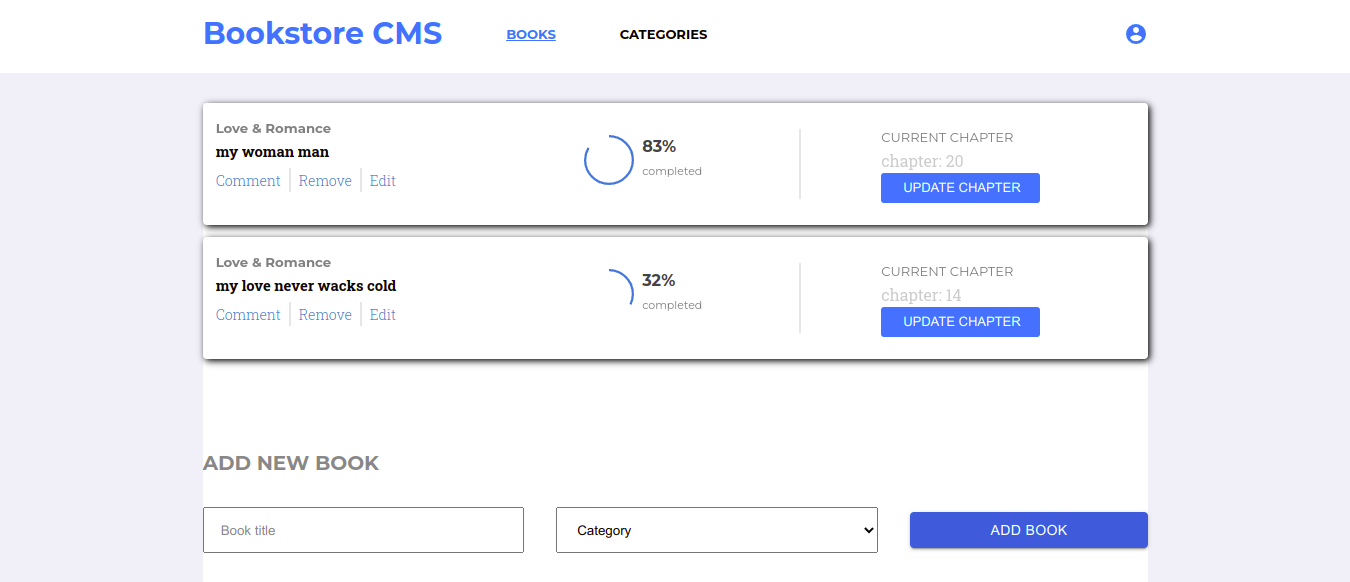 Bookstore CMS BOOKS CATEGORIES
Love & Romance
my woman man
Comment Remove Edit
83%
completed
CURRENT CHAPTER
chapter: 20
UPDATE CHAPTER
Love & Romance
my love never wacks cold
Comment Remove Edit
32%
completed
CURRENT CHAPTER
chapter: 14
UPDATE CHAPTER
ADD NEW BOOK
Book title Category ADD BOOK